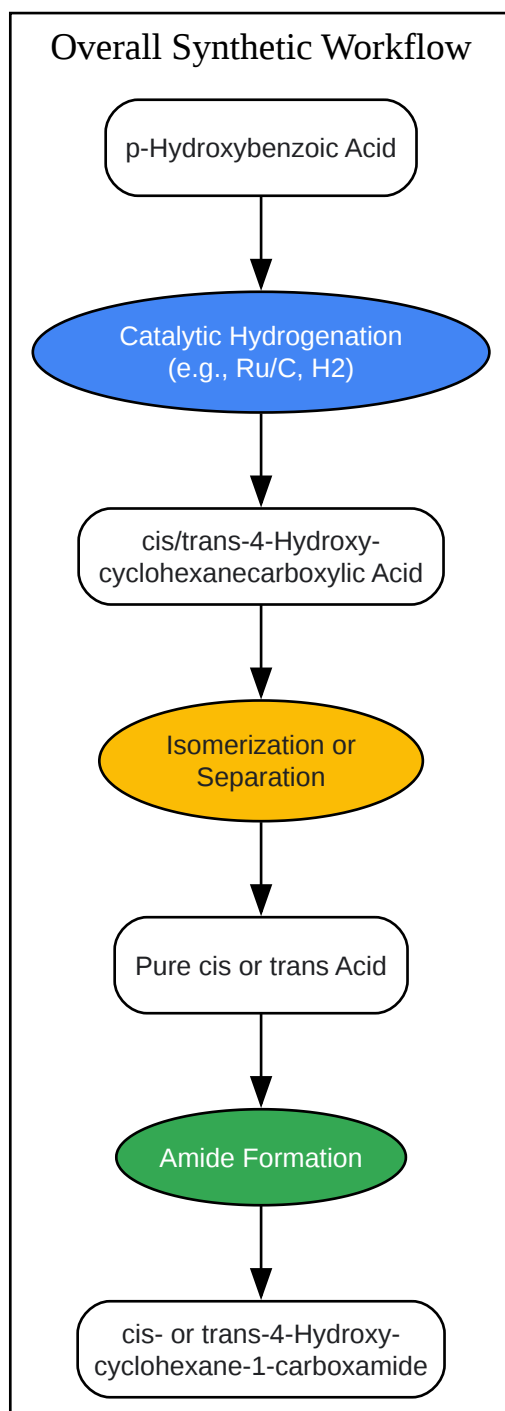 Overall Synthetic Workflow
p-Hydroxybenzoic Acid
Catalytic Hydrogenation
(e.g., Ru/C, H2)
cis/trans-4-Hydroxy-
cyclohexanecarboxylic Acid
Isomerization or
Separation
Pure cis or trans Acid
Amide Formation
cis- or trans-4-Hydroxy-
cyclohexane-1-carboxamide